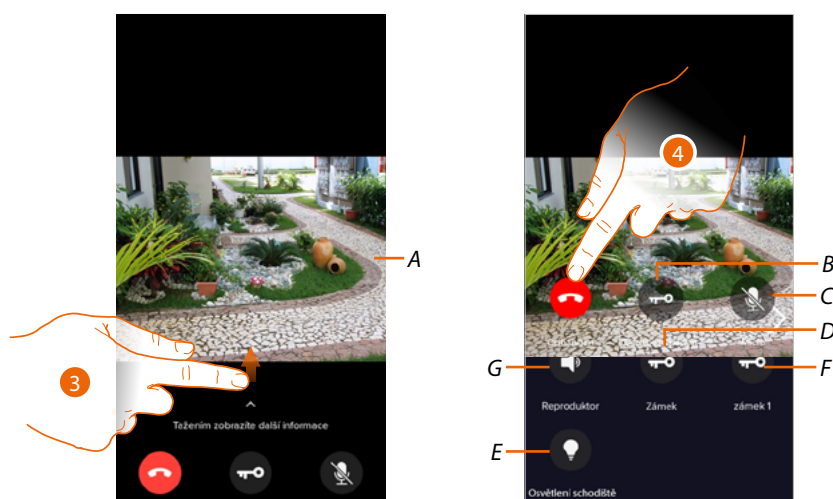 A
3
Tažením zobrazíte další informace
4
B
C
D
G
F
Reproduktor
Zámek
zámek 1
E
Osvětlení schodiště